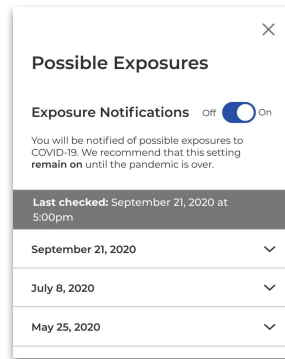 Possible Exposures
Exposure Notifications Off On
You will be notified of possible exposures to
COVID-19. We recommend that this setting
remain on until the pandemic is over.
Last checked: September 21, 2020 at
5:00pm
September 21, 2020
July 8, 2020
May 25, 2020